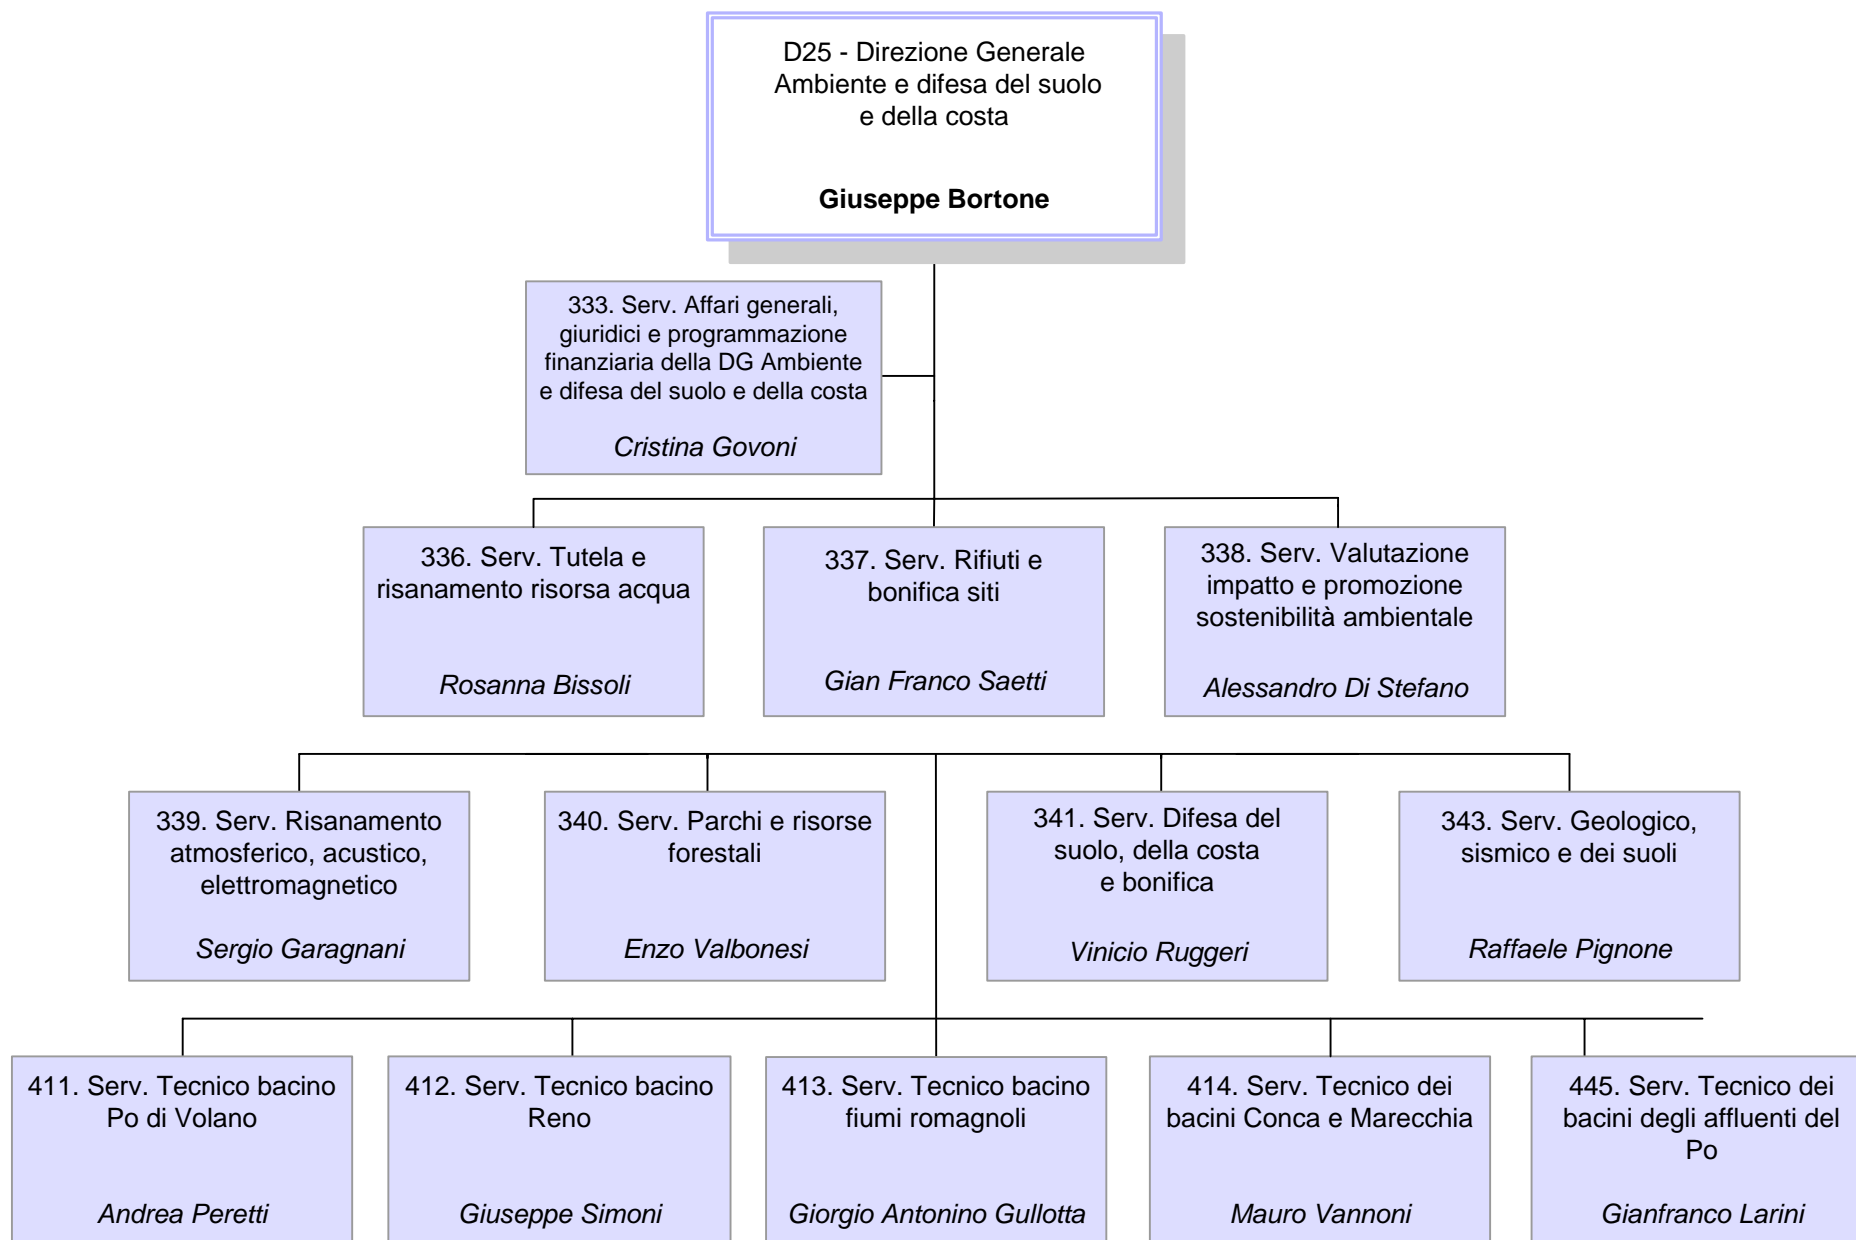 D25 - Direzione Generale
Ambiente e difesa del suolo
e della costa
Giuseppe Bortone
333. Serv. Affari generali,
giuridici e programmazione
finanziaria della DG Ambiente
e difesa del suolo e della costa
Cristina Govoni
336. Serv. Tutela e
risanamento risorsa acqua
Rosanna Bissoli
337. Serv. Rifiuti e
bonifica siti
Gian Franco Saetti
338. Serv. Valutazione
impatto e promozione
sostenibilità ambientale
Alessandro Di Stefano
339. Serv. Risanamento
atmosferico, acustico,
elettromagnetico
Sergio Garagnani
340. Serv. Parchi e risorse
forestali
Enzo Valbonesi
341. Serv. Difesa del
suolo, della costa
e bonifica
Vinicio Ruggeri
343. Serv. Geologico,
sismico e dei suoli
Raffaele Pignone
411. Serv. Tecnico bacino
Po di Volano
Andrea Peretti
412. Serv. Tecnico bacino
Reno
Giuseppe Simoni
413. Serv. Tecnico bacino
fiumi romagnoli
Giorgio Antonino Gullotta
414. Serv. Tecnico dei
bacini Conca e Marecchia
Mauro Vannoni
445. Serv. Tecnico dei
bacini degli affluenti del
Po
Gianfranco Larini